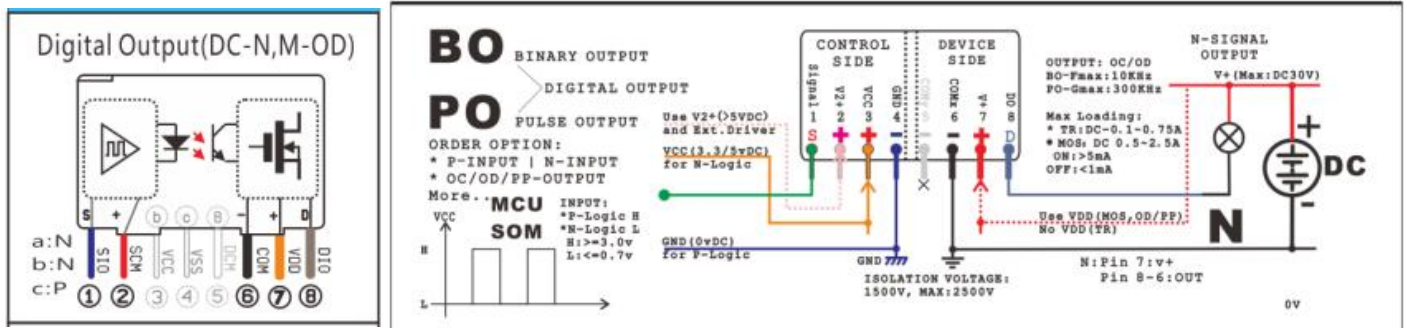 Digital Output(DC-N,M-OD)
S + b c 8 - + D
a:N
b:N
c:P
SIO SCM VCC VSS DCM COM VDD DIO
① ② ③ ④ ⑤ ⑥ ⑦ ⑧
BO BINARY OUTPUT
DIGITAL OUTPUT
PO PULSE OUTPUT
ORDER OPTION:
* P-INPUT | N-INPUT
* OC/OD/PP-OUTPUT
More..
MCU
SOM
INPUT:
*P-Logic H
*N-Logic L
H:>=3.0v
L:<=0.7v
VCC
H
L
Use V2+(>5VDC)
and Ext.Driver
VCC(3.3/5vDC)
for N-Logic
GND(0vDC)
for P-Logic
CONTROL
SIDE
DEVICE
SIDE
Signal V2+ VCC GND COMx V+ DO
1 2 3 4 6 7 8
S + + - - + D
GND
ISOLATION VOLTAGE:
1500V, MAX:2500V
OUTPUT: OC/OD
BO-Fmax:10KHz
PO-Gmax:300KHz
Max Loading:
* TR:DC-0.1-0.75A
* MOS: DC 0.5~2.5A
ON:>5mA
OFF:<1mA
N-SIGNAL
OUTPUT
V+(Max:DC30V)
+
DC
-
Use VDD(MOS,OD/PP)
No VDD(TR)
N
N:Pin 7:v+
Pin 8-6:OUT
0V